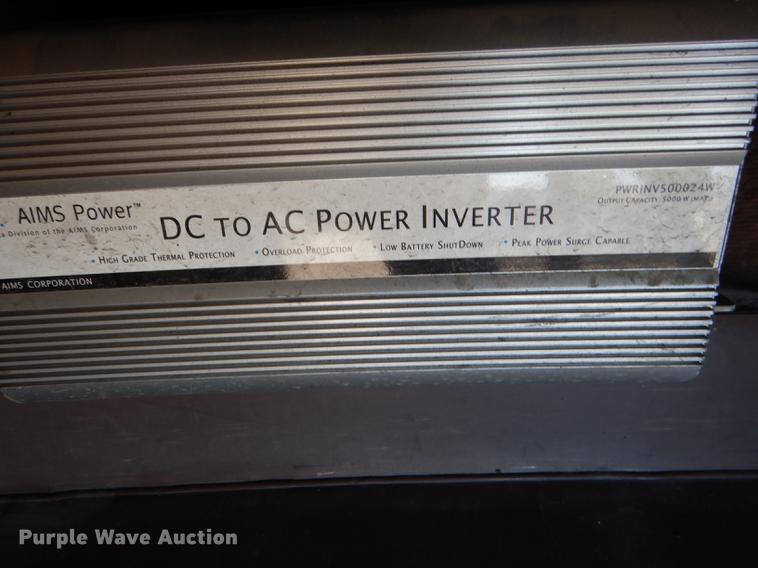 AIMS Power™
a Division of the AIMS Corporation
DC TO AC POWER INVERTER
PWRINV500024W
OUTPUT CAPACITY: 5000 W (MAX.)
• HIGH GRADE THERMAL PROTECTION • OVERLOAD PROTECTION • LOW BATTERY SHUTDOWN • PEAK POWER SURGE CAPABLE
AIMS CORPORATION
Purple Wave Auction